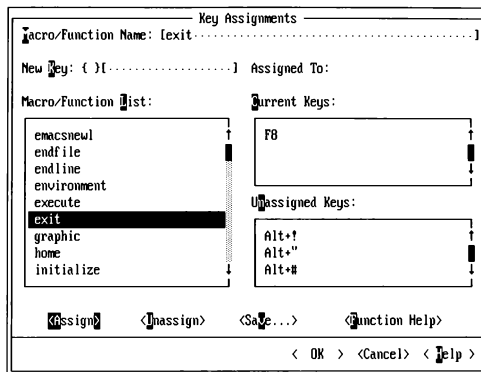 Key Assignments
Macro/Function Name: [exit·············································]
New Key: { }[···················] Assigned To:
Macro/Function List:
emacsnewl
endfile
endline
environment
execute
exit
graphic
home
initialize
Current Keys:
F8
Unassigned Keys:
Alt+!
Alt+"
Alt+#
<Assign> <Unassign> <Save...> <Function Help>
< OK > <Cancel> < Help >